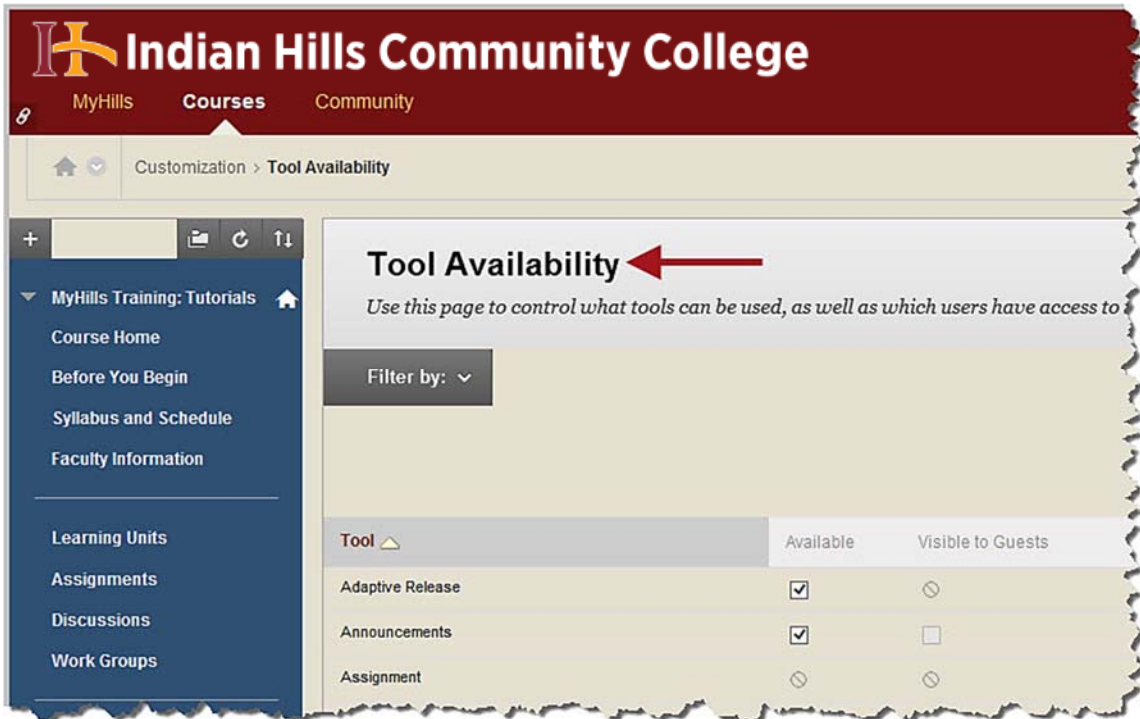 Indian Hills Community College
MyHills Courses Community
Customization > Tool Availability
MyHills Training: Tutorials
Course Home
Before You Begin
Syllabus and Schedule
Faculty Information
Learning Units
Assignments
Discussions
Work Groups
Tool Availability
Use this page to control what tools can be used, as well as which users have access to
Filter by:
Tool Available Visible to Guests
Adaptive Release
Announcements
Assignment